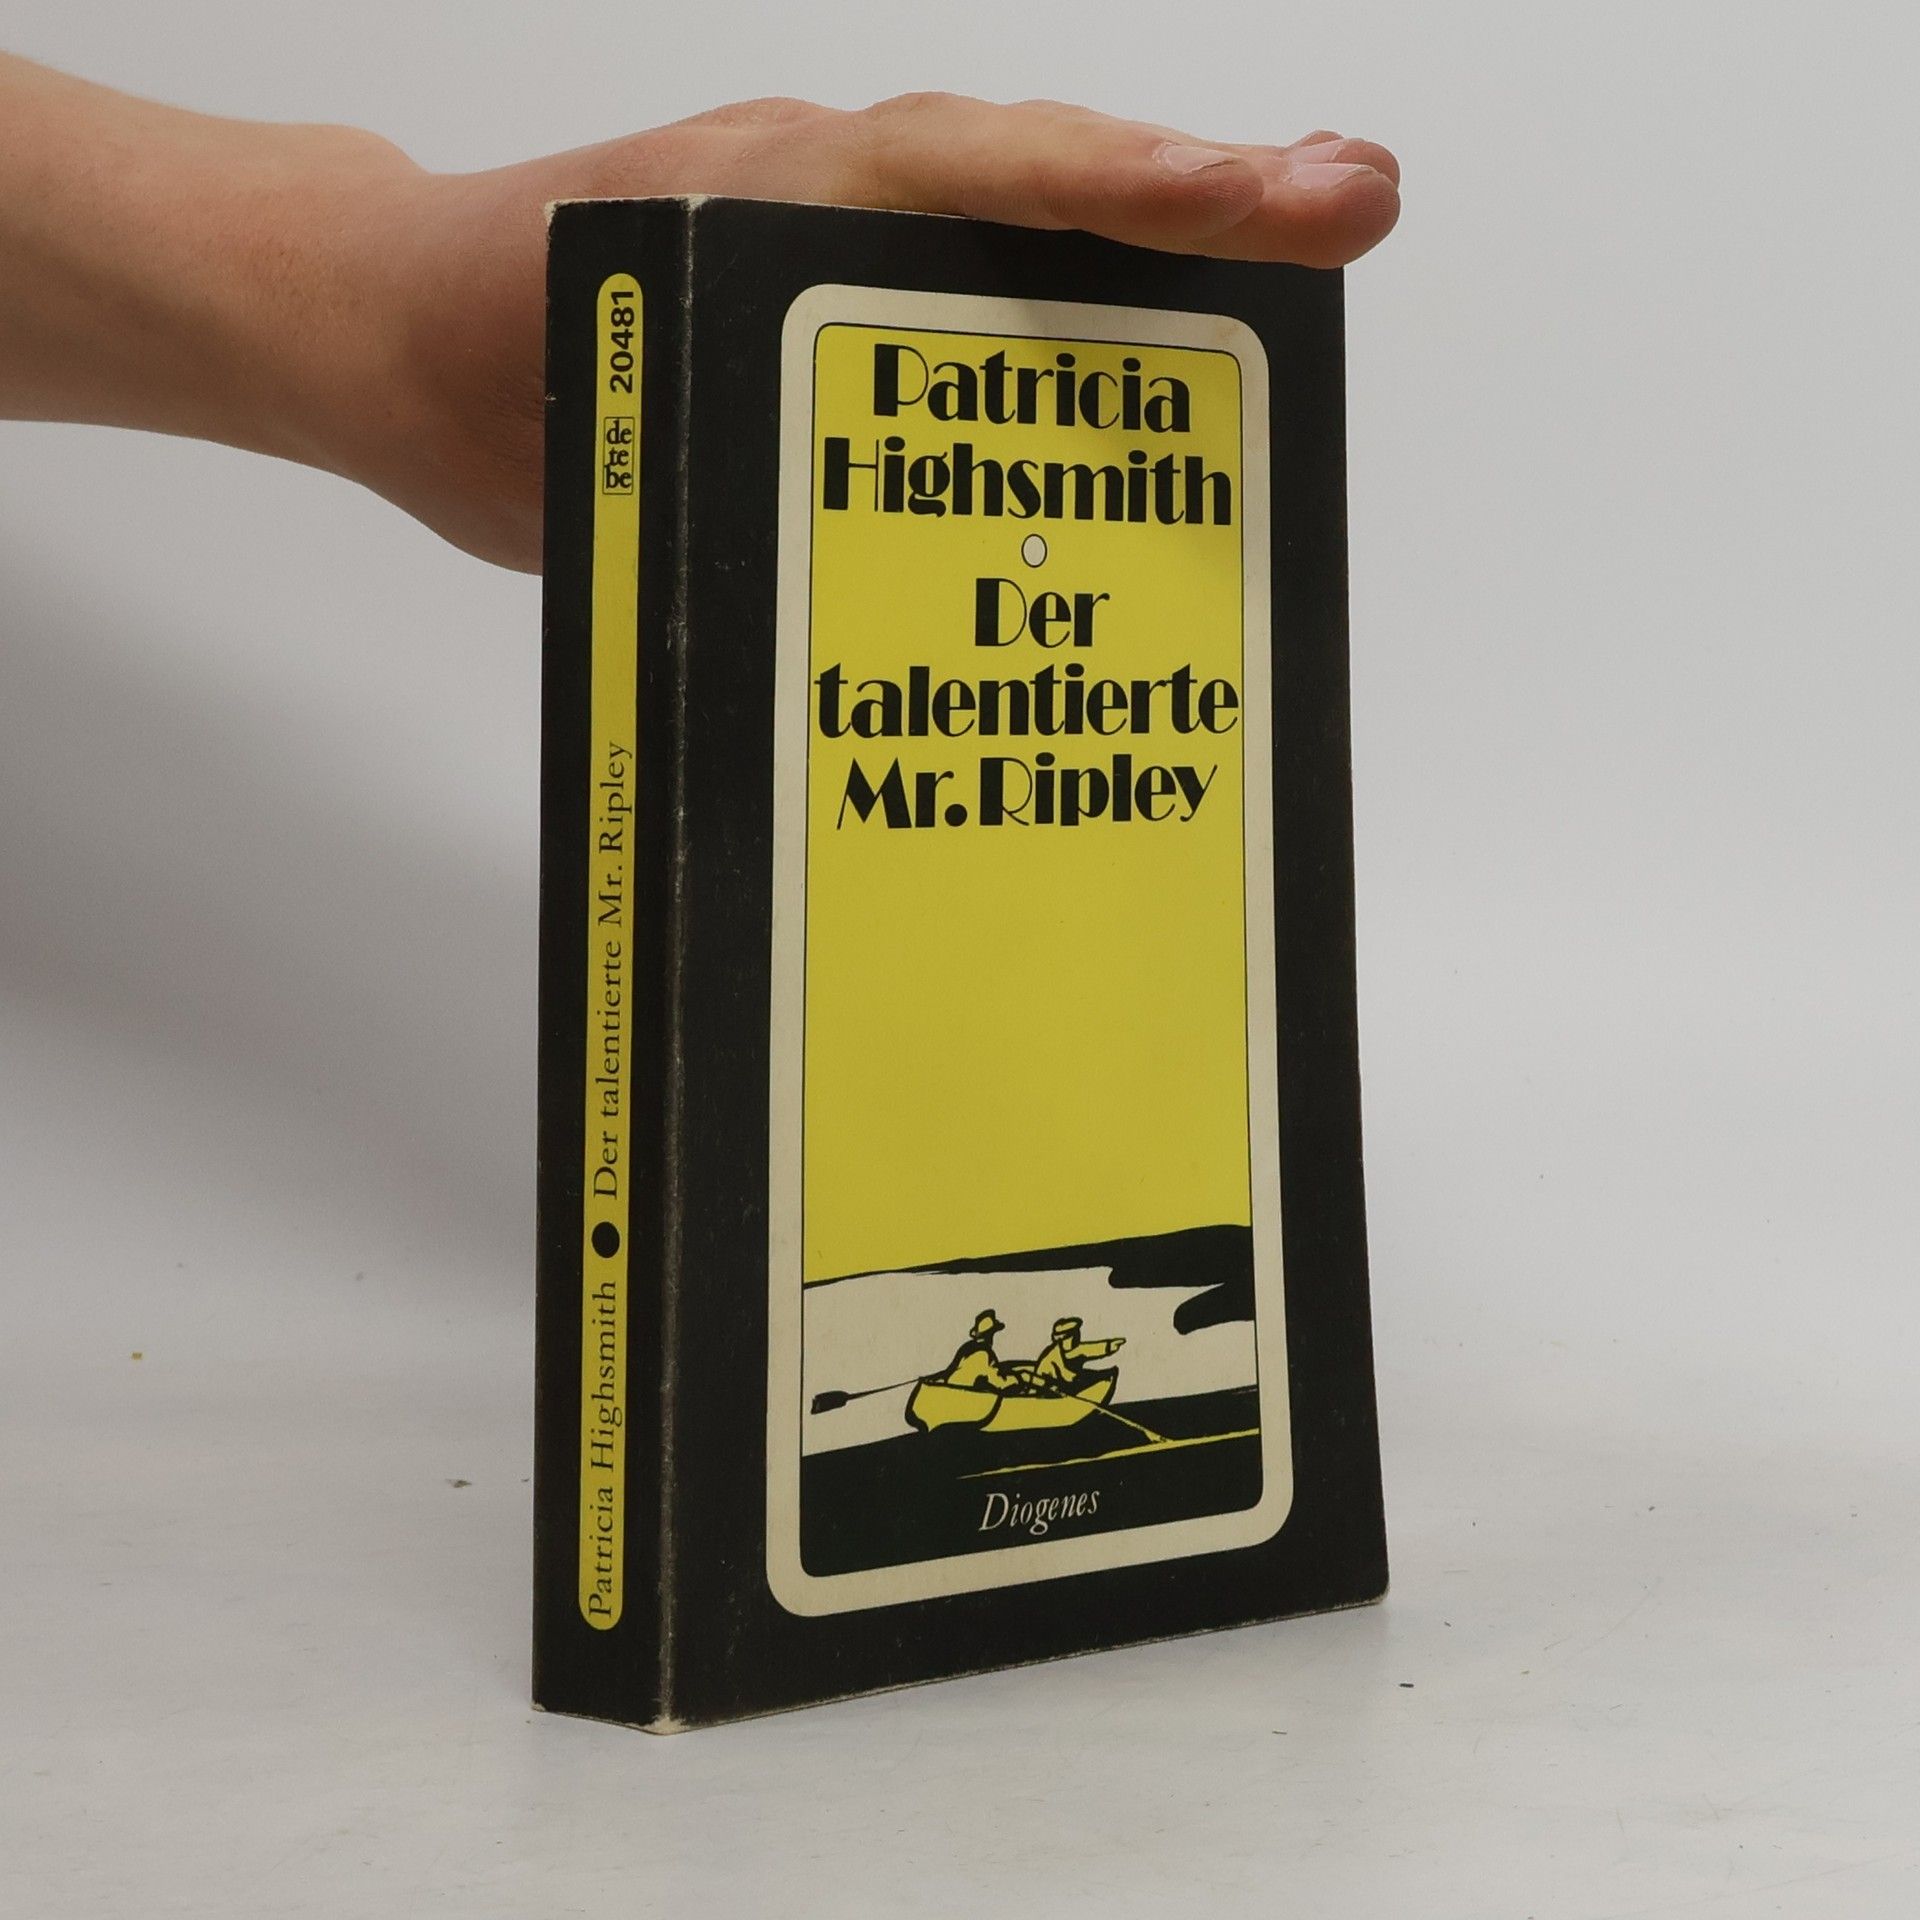 Patricia
Highsmith
Der
talentierte
Mr. Ripley
Diogenes
Patricia Highsmith ● Der talentierte Mr. Ripley
20481